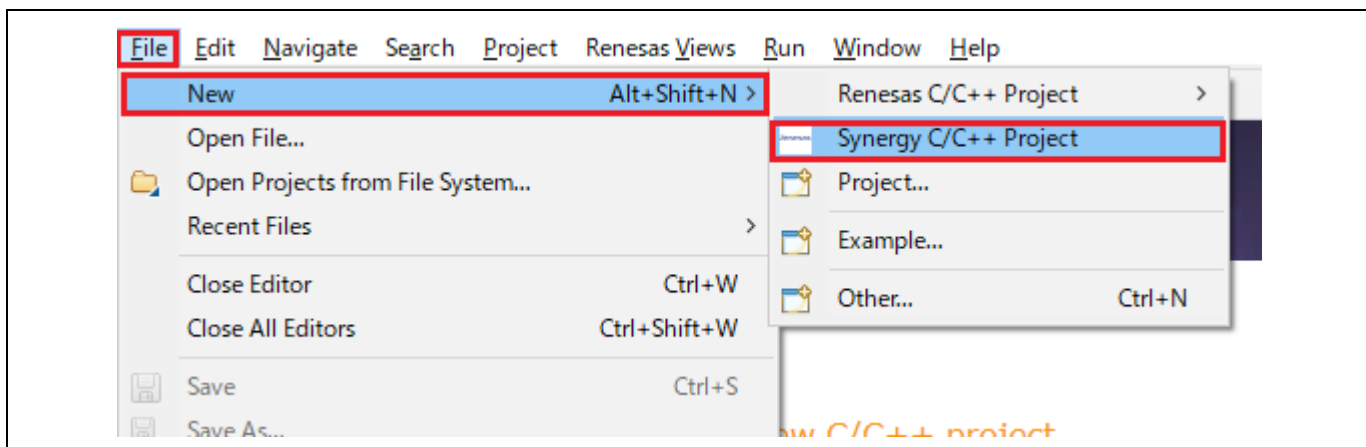 File Edit Navigate Search Project Renesas Views Run Window Help
New Alt+Shift+N >
Renesas C/C++ Project >
Open File...
Synergy C/C++ Project
Open Projects from File System...
Project...
Recent Files >
Example...
Close Editor Ctrl+W
Other... Ctrl+N
Close All Editors Ctrl+Shift+W
Save Ctrl+S
Save As...
C/C++ project